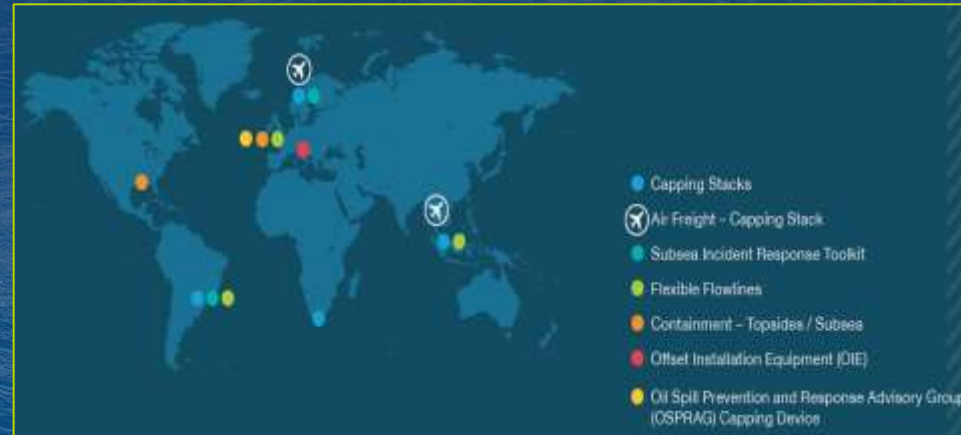 Capping Stacks
Air Freight – Capping Stack
Subsea Incident Response Toolkit
Flexible Flowlines
Containment – Topsides / Subsea
Offset Installation Equipment (OIE)
Oil Spill Prevention and Response Advisory Group
(OSPRAG) Capping Device